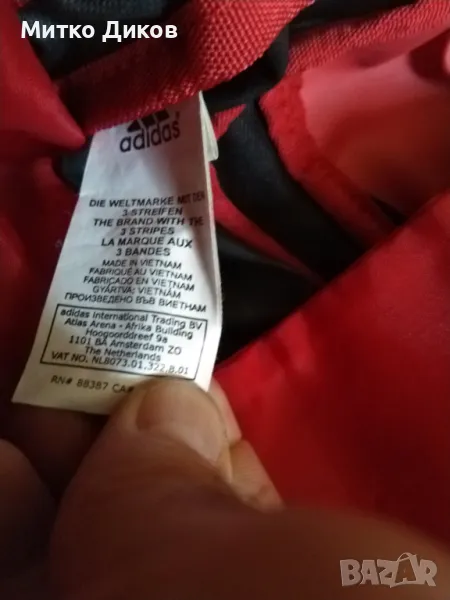 Митко Диков
adidas
DIE WELTMARKE MIT DEN
3 STREIFEN
THE BRAND WITH THE
3 STRIPES
LA MARQUE AUX
3 BANDES
MADE IN VIETNAM
FABRIQUÉ AU VIETNAM
FABRICADO EN VIETNAM
GYÁRTVA: VIETNÁM
ПРОИЗВЕДЕНО ВЪВ ВИЕТНАМ
adidas International Trading BV
Atlas Arena - Afrika Building
Hoogoorddreef 9a
1101 BA Amsterdam ZO
The Netherlands
VAT NO. NL8073.01.322.B.01
RN# 88387 CA#
BAZAR